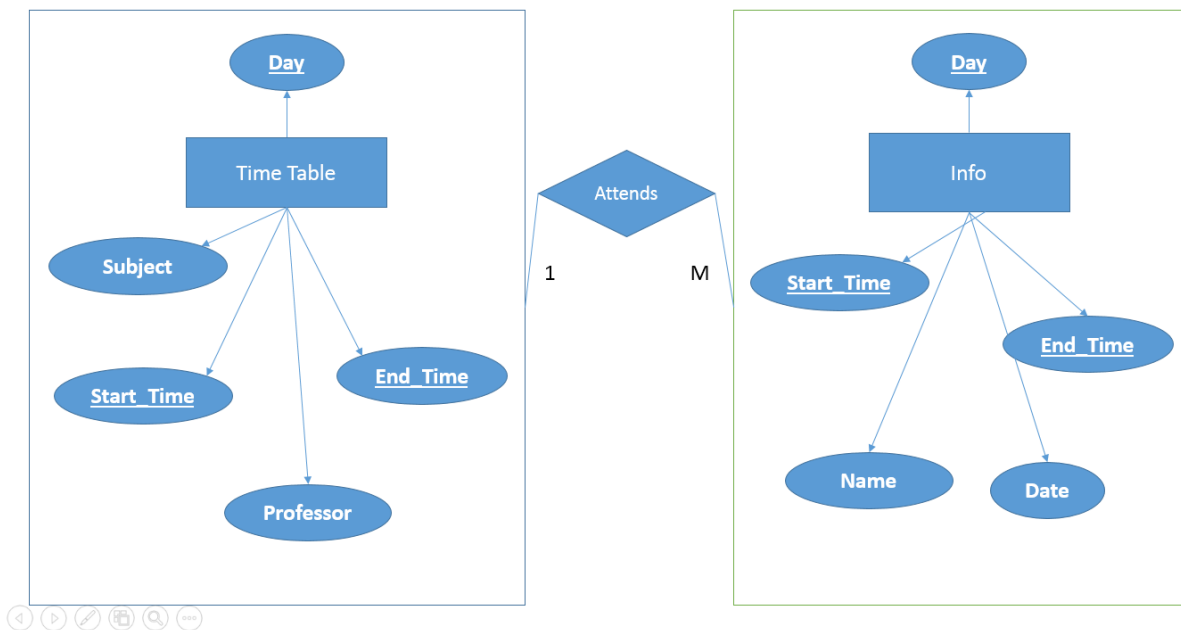 Day
Time Table
Subject
Start_Time
End_Time
Professor
Attends
1
M
Day
Info
Start_Time
End_Time
Name
Date